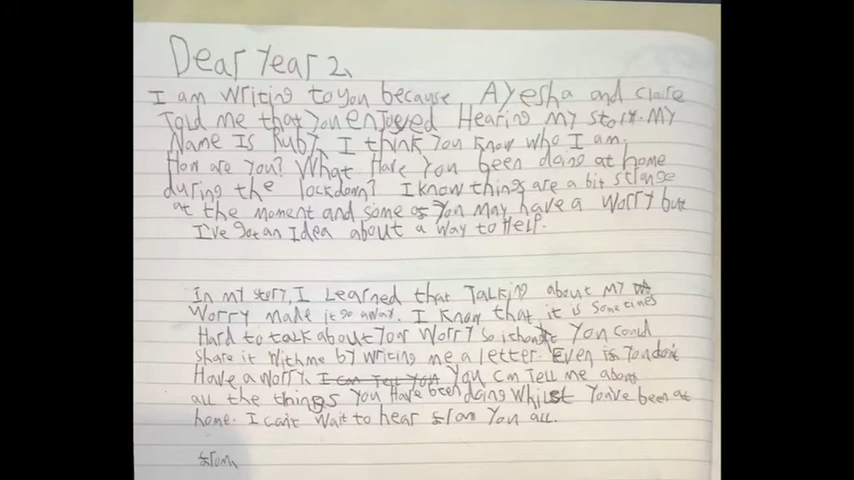 Dear Year 2,
I am writing to you because, Ayesha and claire
Told me that you enjoyed Hearing my story. My
Name Is Ruby. I think you know who I am.
How are you? What Have You been doing at home
during the lockdown? I know things are a bit strange
at the moment and some of You may have a worry but
I've got an Idea about a way to Help.
In my story, I Learned that Talking about my
Worry made it go away. I know that it is sometimes
Hard to talk about your worry so i thought You could
share it with me by writing me a letter. Even if You don't
Have a worry. I can Tell You You can Tell me about
all the things You Have been doing whilst You've been at
home. I can't wait to hear from You all.
from,